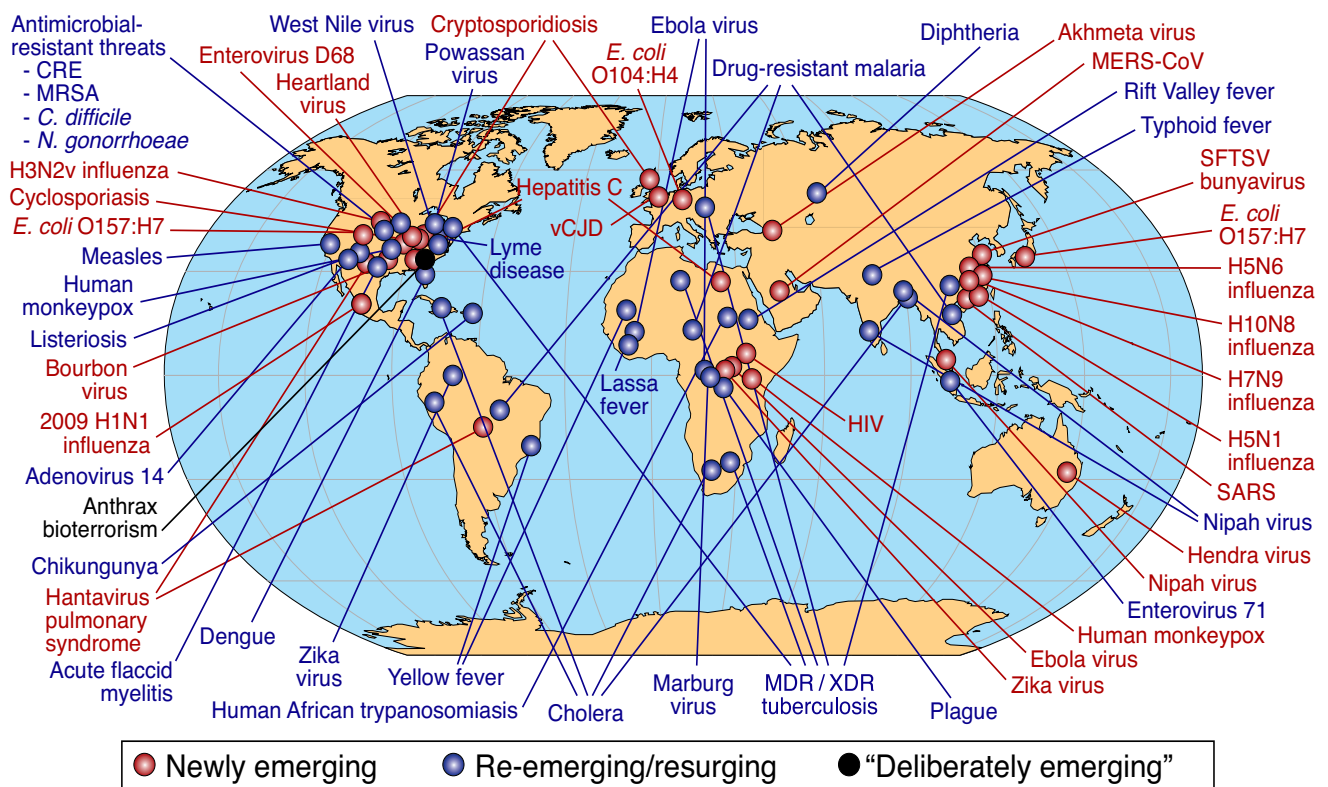 Antimicrobial-
resistant threats
- CRE
- MRSA
- C. difficile
- N. gonorrhoeae
West Nile virus
Cryptosporidiosis
Ebola virus
Diphtheria
Akhmeta virus
Enterovirus D68
Heartland
virus
Powassan
virus
E. coli
O104:H4
Drug-resistant malaria
MERS-CoV
Rift Valley fever
Typhoid fever
H3N2v influenza
Cyclosporiasis
E. coli O157:H7
Measles
Human
monkeypox
Listeriosis
Bourbon
virus
2009 H1N1
influenza
Adenovirus 14
Anthrax
bioterrorism
Chikungunya
Hantavirus
pulmonary
syndrome
Acute flaccid
myelitis
Hepatitis C
vCJD
Lyme
disease
Lassa
fever
HIV
SFTSV
bunyavirus
E. coli
O157:H7
H5N6
influenza
H10N8
influenza
H7N9
influenza
H5N1
influenza
SARS
Nipah virus
Hendra virus
Nipah virus
Enterovirus 71
Human monkeypox
Ebola virus
Zika virus
Dengue
Zika
virus
Yellow fever
Human African trypanosomiasis
Cholera
Marburg
virus
MDR / XDR
tuberculosis
Plague
Newly emerging
Re-emerging/resurging
“Deliberately emerging”